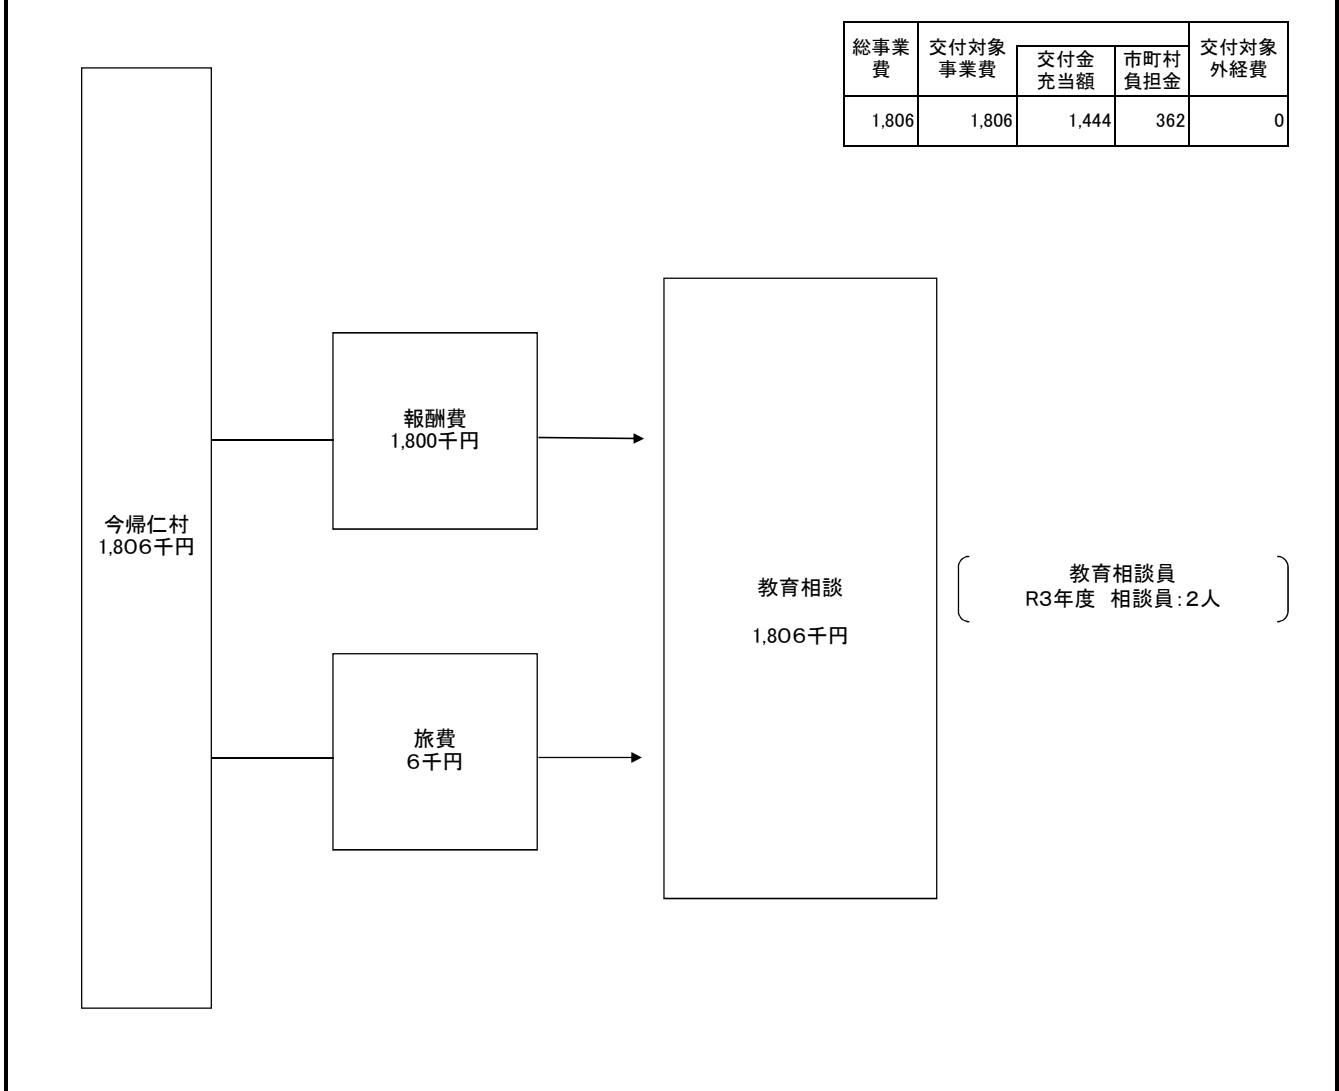 総事業
費
交付対象
事業費
交付金
充当額
市町村
負担金
交付対象
外経費
1,806
1,806
1,444
362
0
報酬費
1,800千円
今帰仁村
1,806千円
教育相談
1,806千円
教育相談員
R3年度　相談員：２人
旅費
６千円